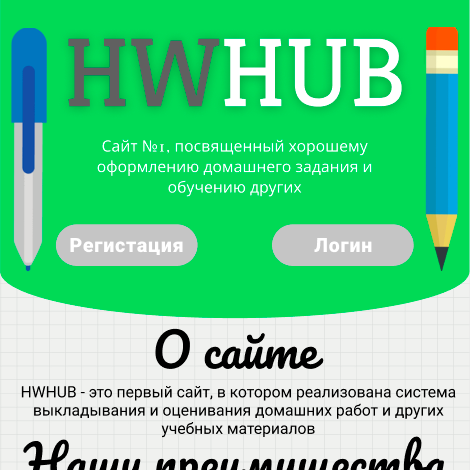 HWHUB
Сайт №1, посвященный хорошему
оформлению домашнего задания и
обучению других
Регистация
Логин
О сайте
HWHUB - это первый сайт, в котором реализована система
выкладывания и оценивания домашних работ и других
учебных материалов
Наши преимущества